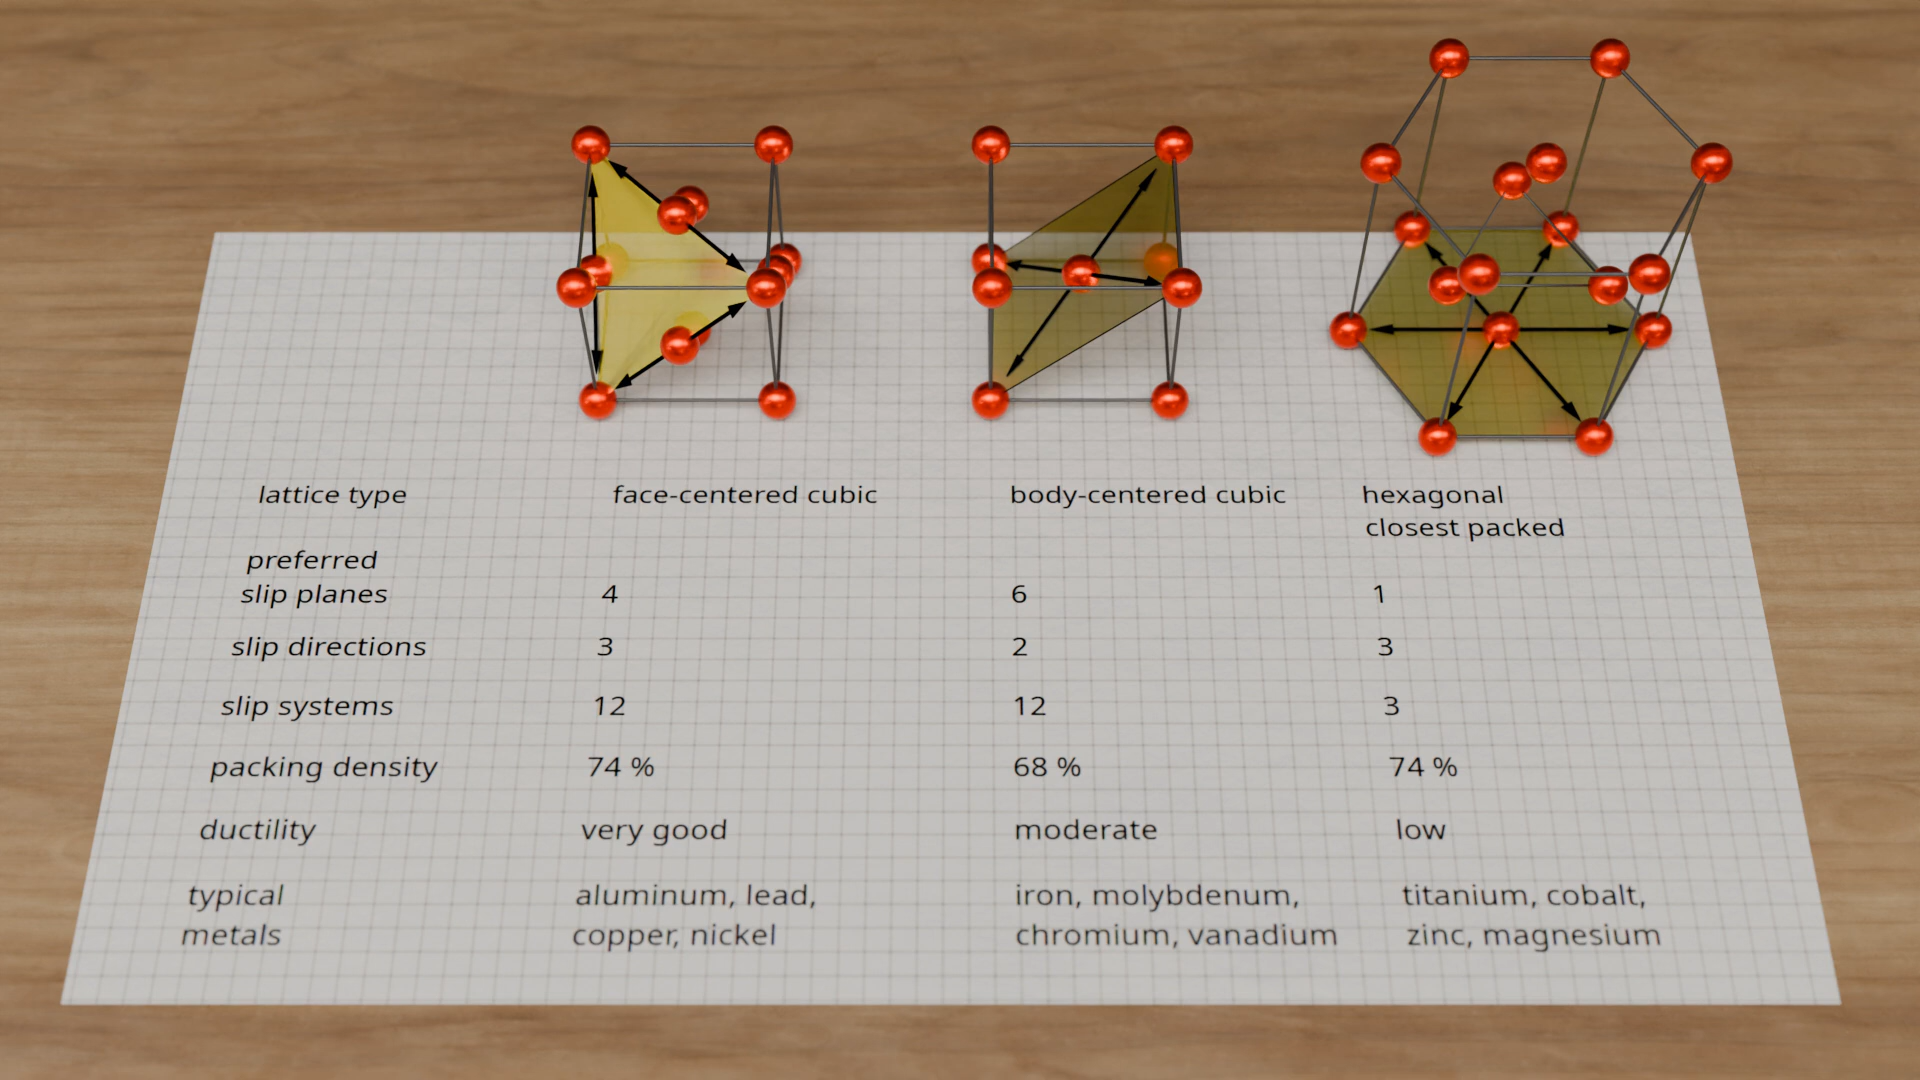 lattice type face-centered cubic body-centered cubic hexagonal
closest packed
preferred
slip planes 4 6 1
slip directions 3 2 3
slip systems 12 12 3
packing density 74 % 68 % 74 %
ductility very good moderate low
typical aluminum, lead, iron, molybdenum, titanium, cobalt,
metals copper, nickel chromium, vanadium zinc, magnesium